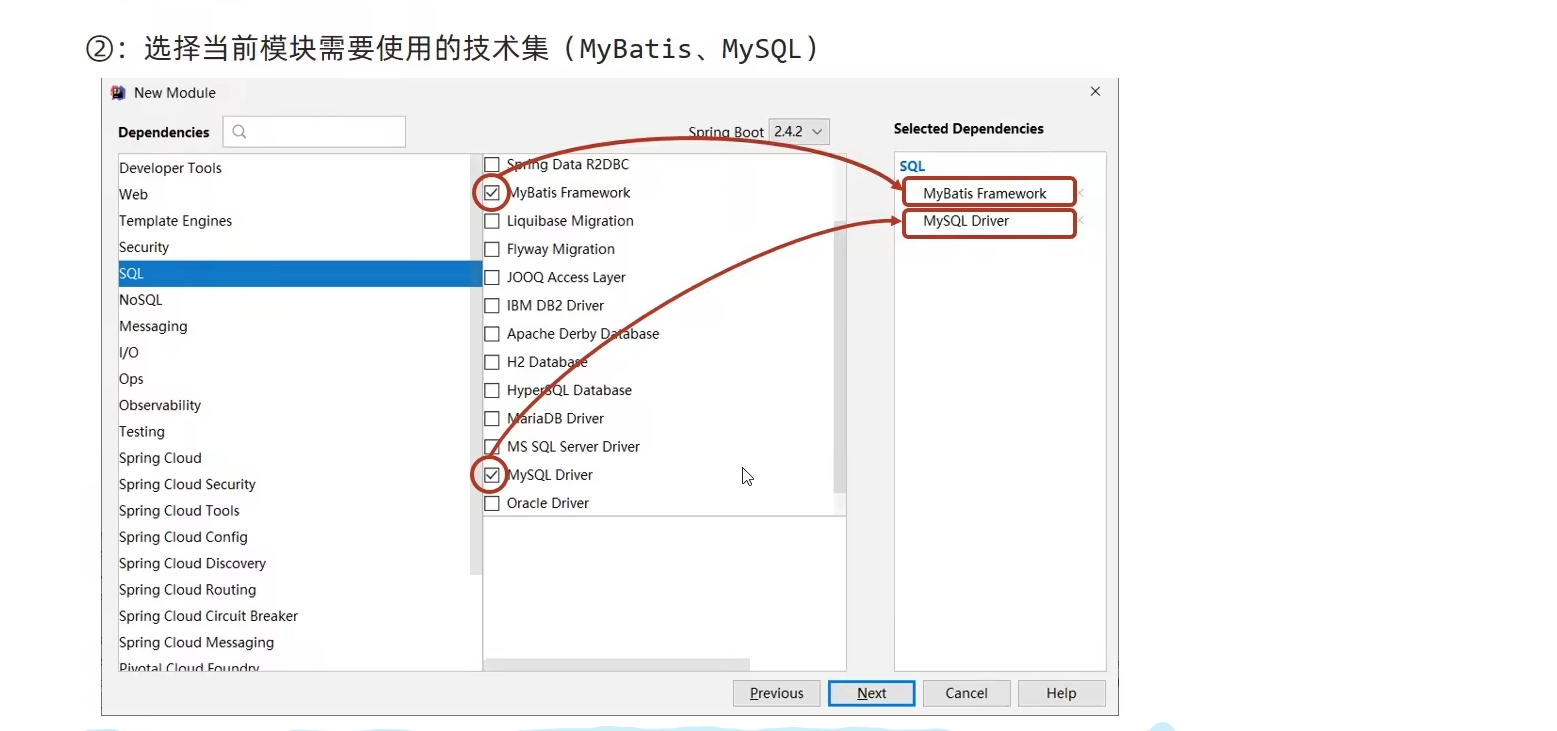 ②：选择当前模块需要使用的技术集（MyBatis、MySQL）
New Module
Dependencies
Spring Boot 2.4.2
Selected Dependencies
Developer Tools
Web
Template Engines
Security
SQL
NoSQL
Messaging
I/O
Ops
Observability
Testing
Spring Cloud
Spring Cloud Security
Spring Cloud Tools
Spring Cloud Config
Spring Cloud Discovery
Spring Cloud Routing
Spring Cloud Circuit Breaker
Spring Cloud Messaging
Pivotal Cloud Foundry
Spring Data R2DBC
MyBatis Framework
Liquibase Migration
Flyway Migration
JOOQ Access Layer
IBM DB2 Driver
Apache Derby Database
H2 Database
HyperSQL Database
MariaDB Driver
MS SQL Server Driver
MySQL Driver
Oracle Driver
SQL
MyBatis Framework
MySQL Driver
Previous
Next
Cancel
Help